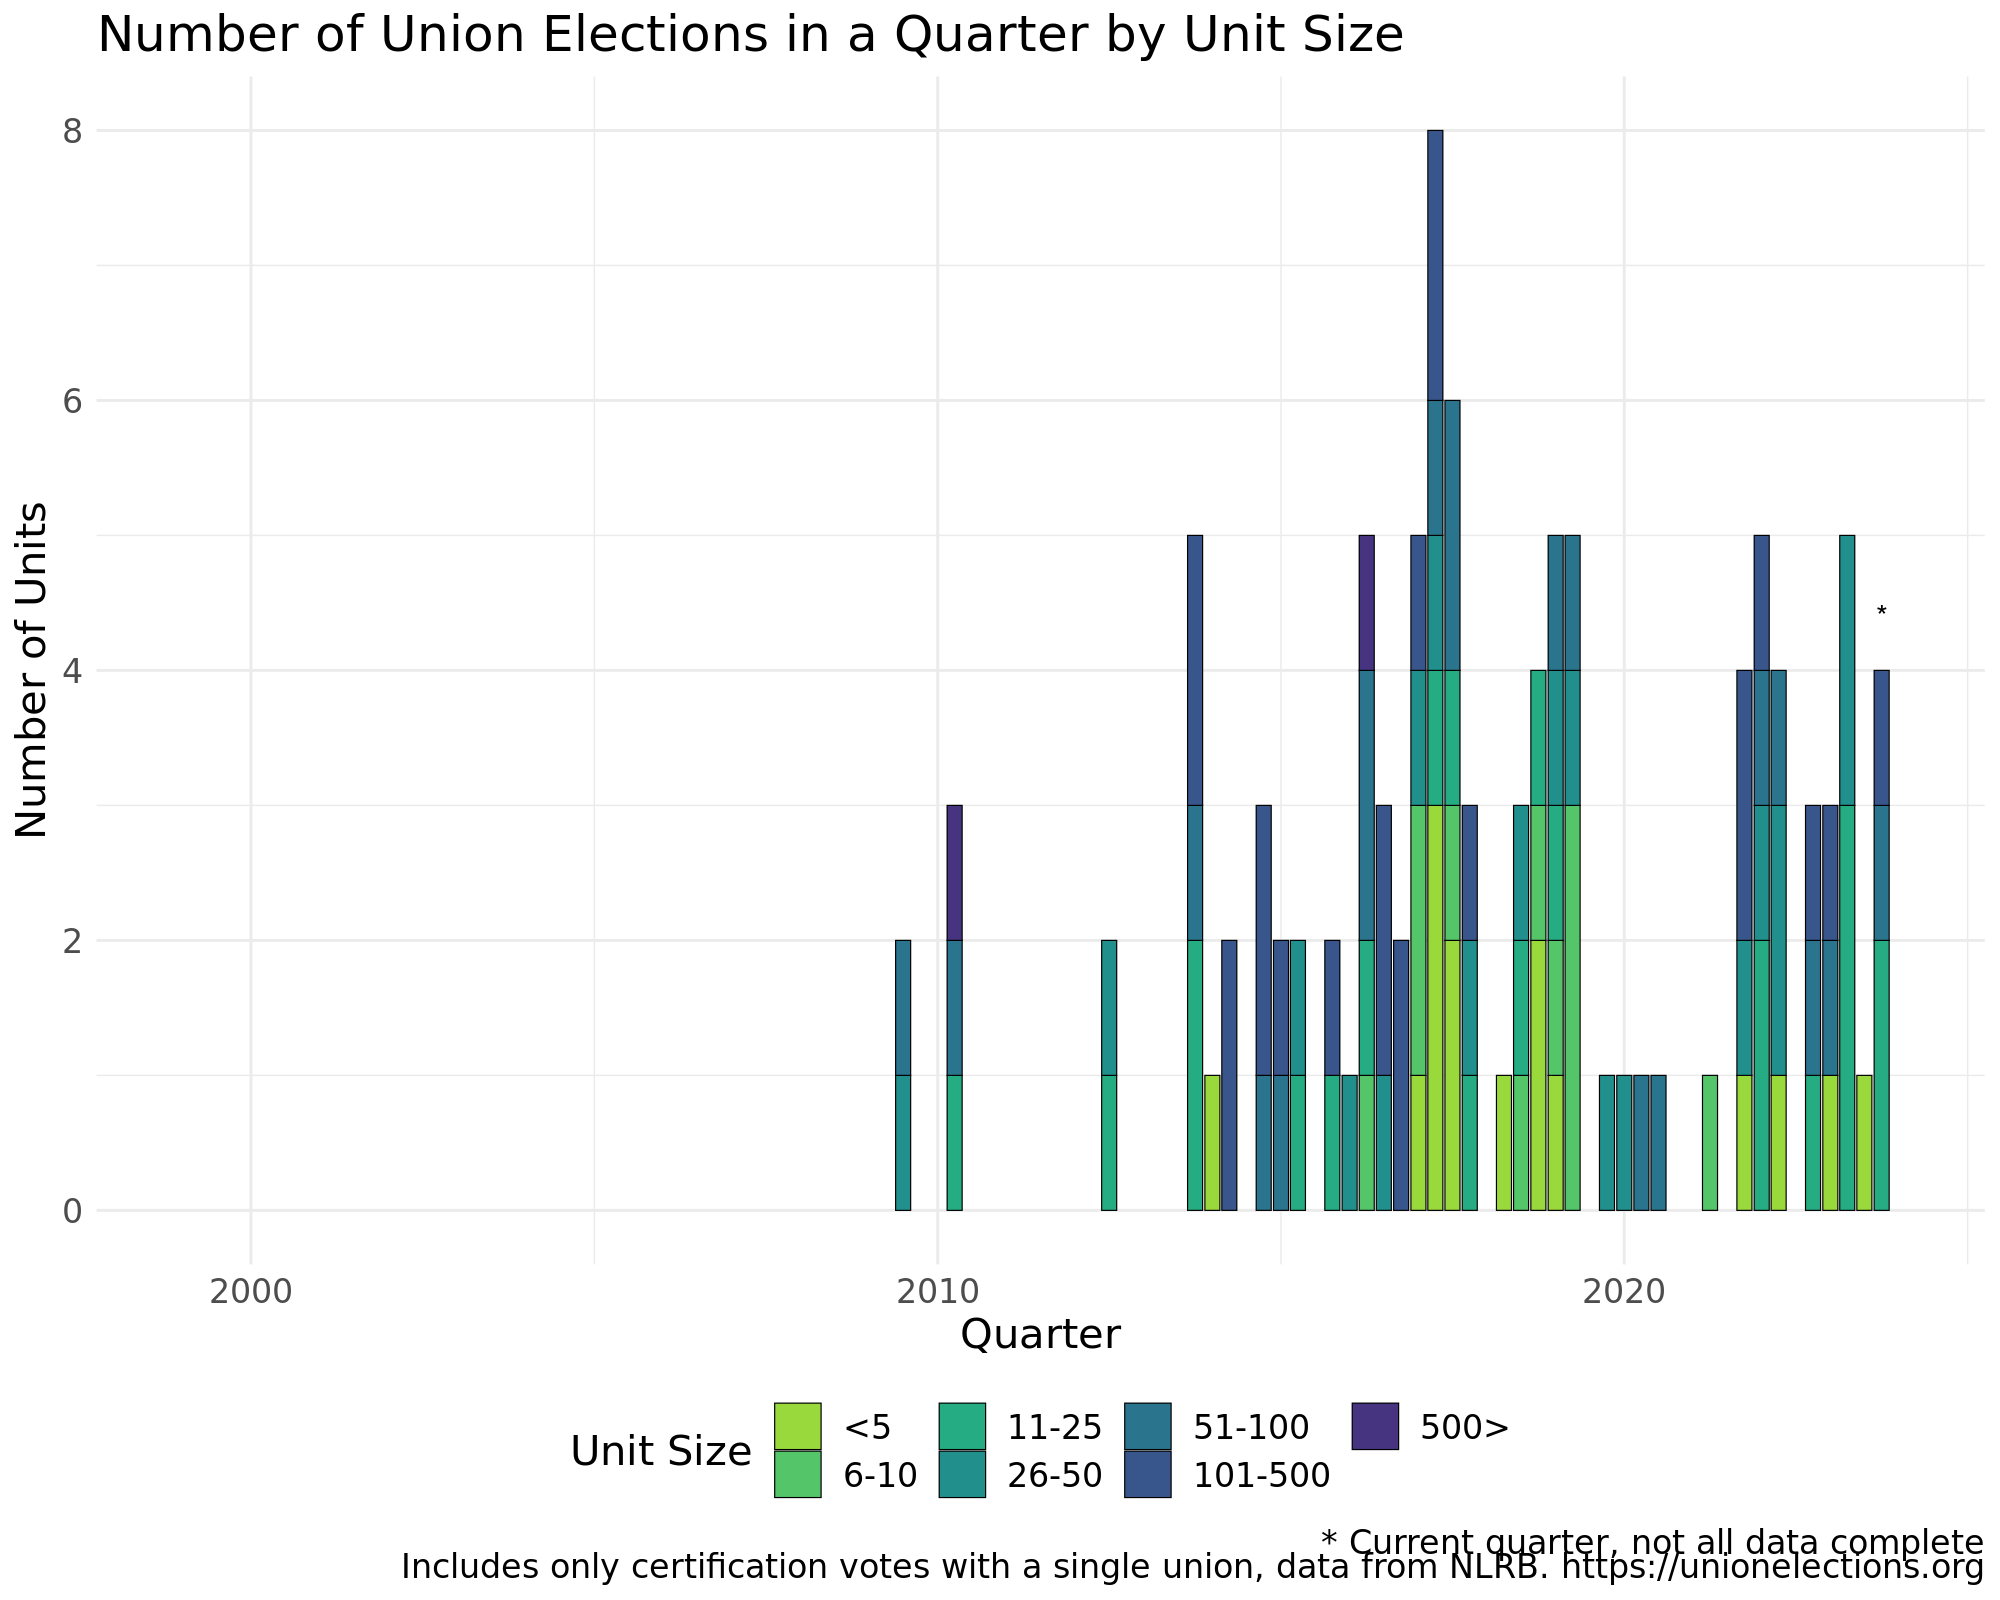 Number of Union Elections in a Quarter by Unit Size
Number of Units
8
6
4
2
0
*
2000 2010 2020
Quarter
Unit Size
<5 11-25 51-100 500>
6-10 26-50 101-500
* Current quarter, not all data complete
Includes only certification votes with a single union, data from NLRB. https://unionelections.org